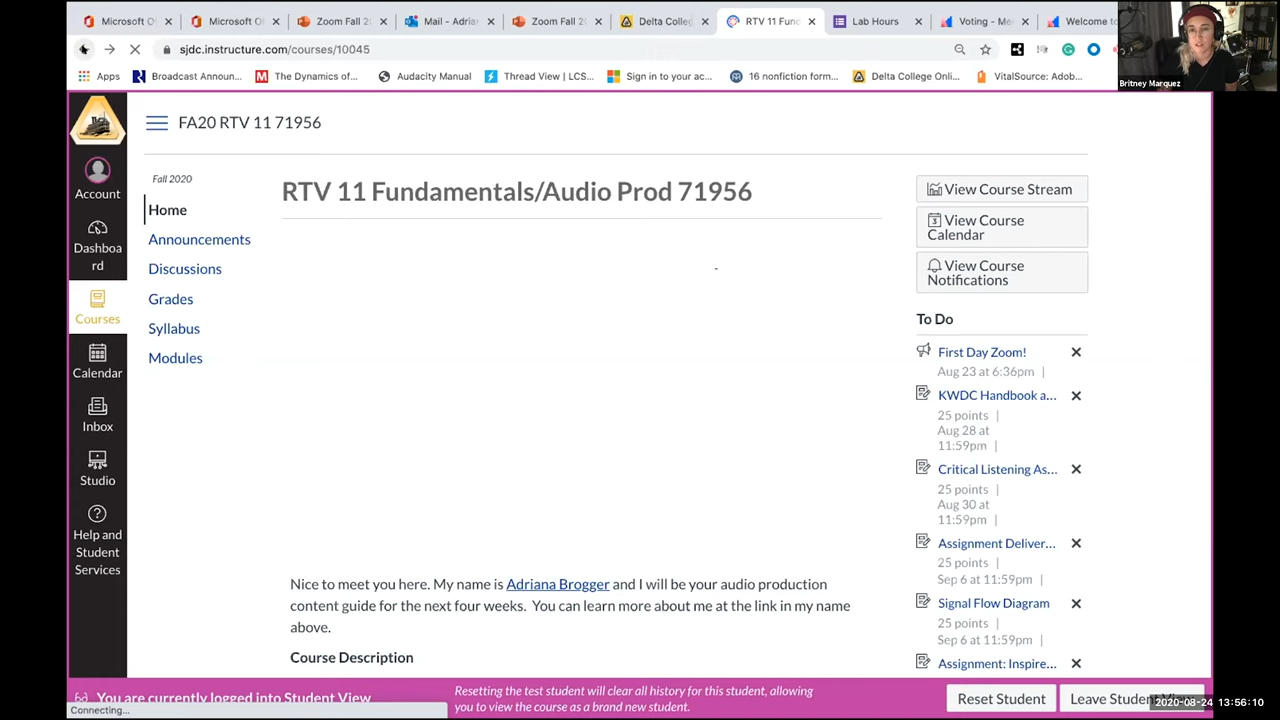 Microsoft O
Microsoft Of
Zoom Fall 20
Mail - Adria
Zoom Fall 20
Delta Colleg
RTV 11 Fund
Lab Hours
Voting - Me
Welcome to
sjdc.instructure.com/courses/10045
Apps
Broadcast Announ...
The Dynamics of...
Audacity Manual
Thread View | LCS...
Sign in to your ac...
16 nonfiction form...
Delta College Onli...
VitalSource: Adob...
Britney Marquez
FA20 RTV 11 71956
Account
Dashboa
rd
Courses
Calendar
Inbox
Studio
Help and
Student
Services
Fall 2020
Home
Announcements
Discussions
Grades
Syllabus
Modules
RTV 11 Fundamentals/Audio Prod 71956
Nice to meet you here. My name is Adriana Brogger and I will be your audio production
content guide for the next four weeks.  You can learn more about me at the link in my name
above.
Course Description
View Course Stream
View Course
Calendar
View Course
Notifications
To Do
First Day Zoom!
Aug 23 at 6:36pm |
KWDC Handbook a...
25 points |
Aug 28 at
11:59pm |
Critical Listening As...
25 points |
Aug 30 at
11:59pm |
Assignment Deliver...
25 points |
Sep 6 at 11:59pm |
Signal Flow Diagram
25 points |
Sep 6 at 11:59pm |
Assignment: Inspire...
You are currently logged into Student View
Resetting the test student will clear all history for this student, allowing
you to view the course as a brand new student.
Reset Student
Leave Student View
Connecting...
2020-08-24 13:56:10